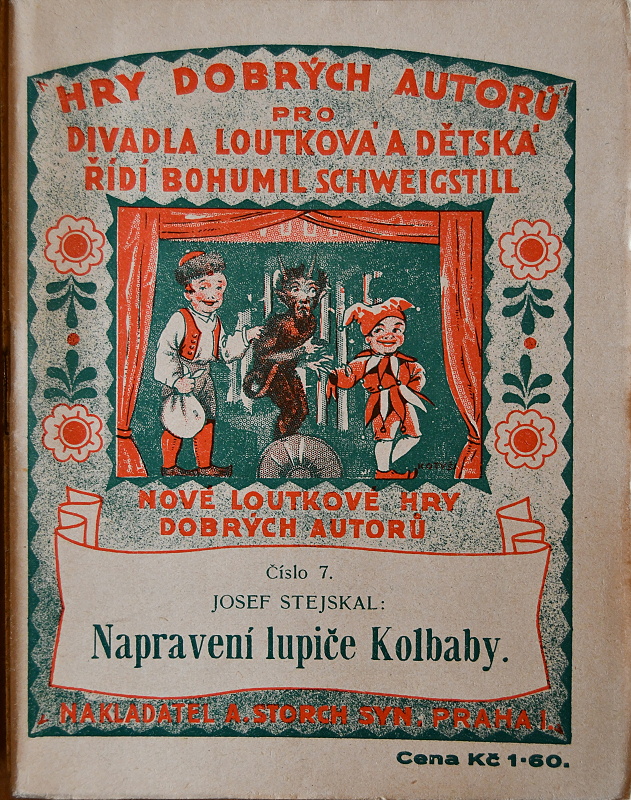 HRY DOBRÝCH AUTORŮ
PRO
DIVADLA LOUTKOVÁ A DĚTSKÁ
ŘÍDÍ BOHUMIL SCHWEIGSTILL
NOVÉ LOUTKOVÉ HRY
DOBRÝCH AUTORŮ
Číslo 7.
JOSEF STEJSKAL:
Napravení lupiče Kolbaby.
NAKLADATEL A. STORCH SYN, PRAHA I.
Cena Kč 1·60.